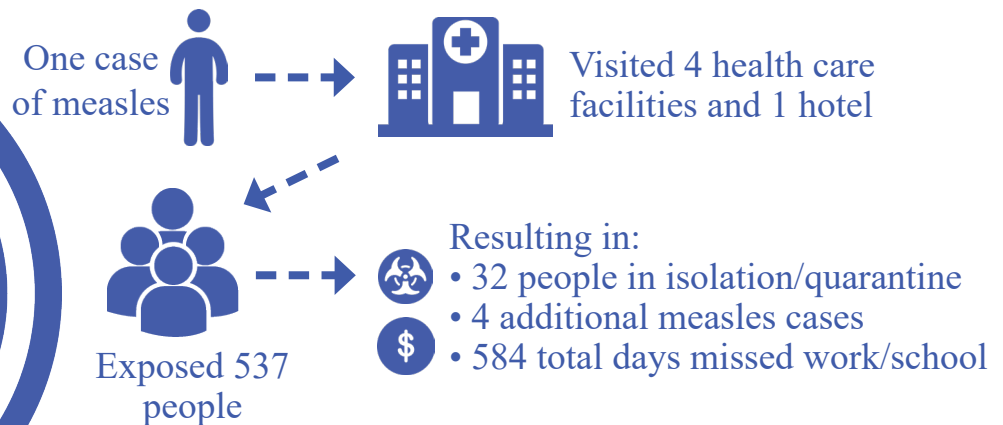 One case
of measles
Visited 4 health care
facilities and 1 hotel
Exposed 537
people
Resulting in:
• 32 people in isolation/quarantine
• 4 additional measles cases
$
• 584 total days missed work/school